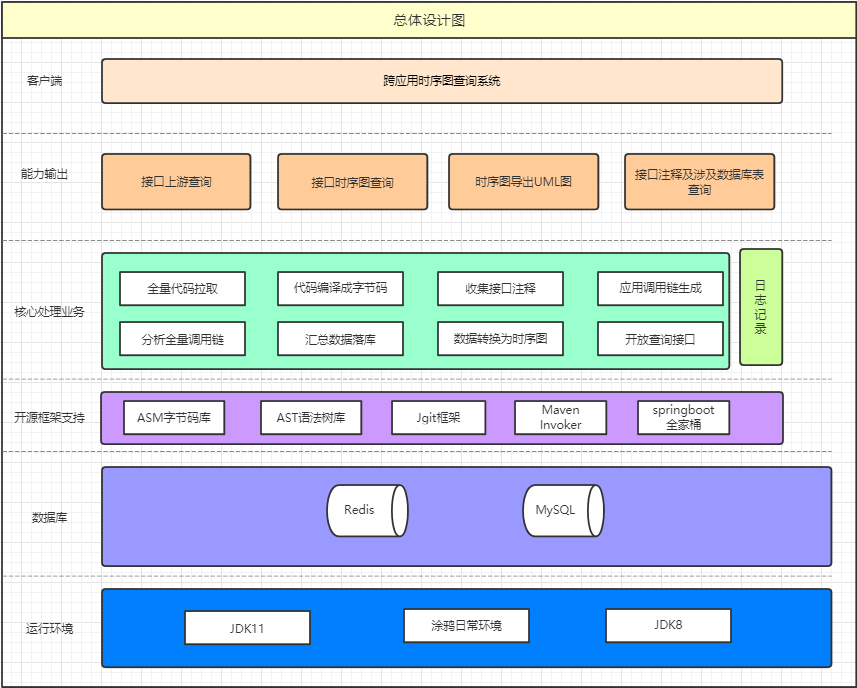 总体设计图
客户端
跨应用时序图查询系统
能力输出
接口上游查询
接口时序图查询
时序图导出UML图
接口注释及涉及数据库表
查询
核心处理业务
全量代码拉取
代码编译成字节码
收集接口注释
应用调用链生成
分析全量调用链
汇总数据落库
数据转换为时序图
开放查询接口
日
志
记
录
开源框架支持
ASM字节码库
AST语法树库
Jgit框架
Maven
Invoker
springboot
全家桶
数据库
Redis
MySQL
运行环境
JDK11
涂鸦日常环境
JDK8